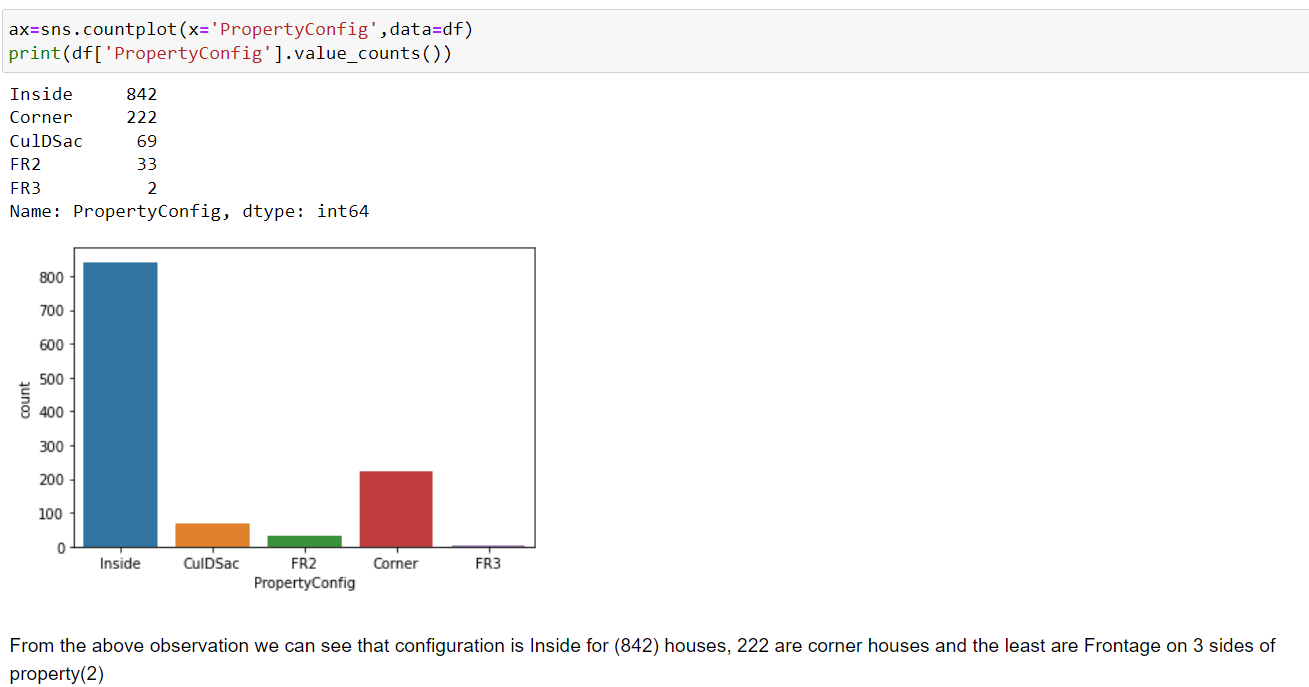 ax=sns.countplot(x='PropertyConfig',data=df)
print(df['PropertyConfig'].value_counts())
Inside 842
Corner 222
CulDSac 69
FR2 33
FR3 2
Name: PropertyConfig, dtype: int64
800
700
600
500
400
300
200
100
0
count
Inside CulDSac FR2 Corner FR3
PropertyConfig
From the above observation we can see that configuration is Inside for (842) houses, 222 are corner houses and the least are Frontage on 3 sides of
property(2)